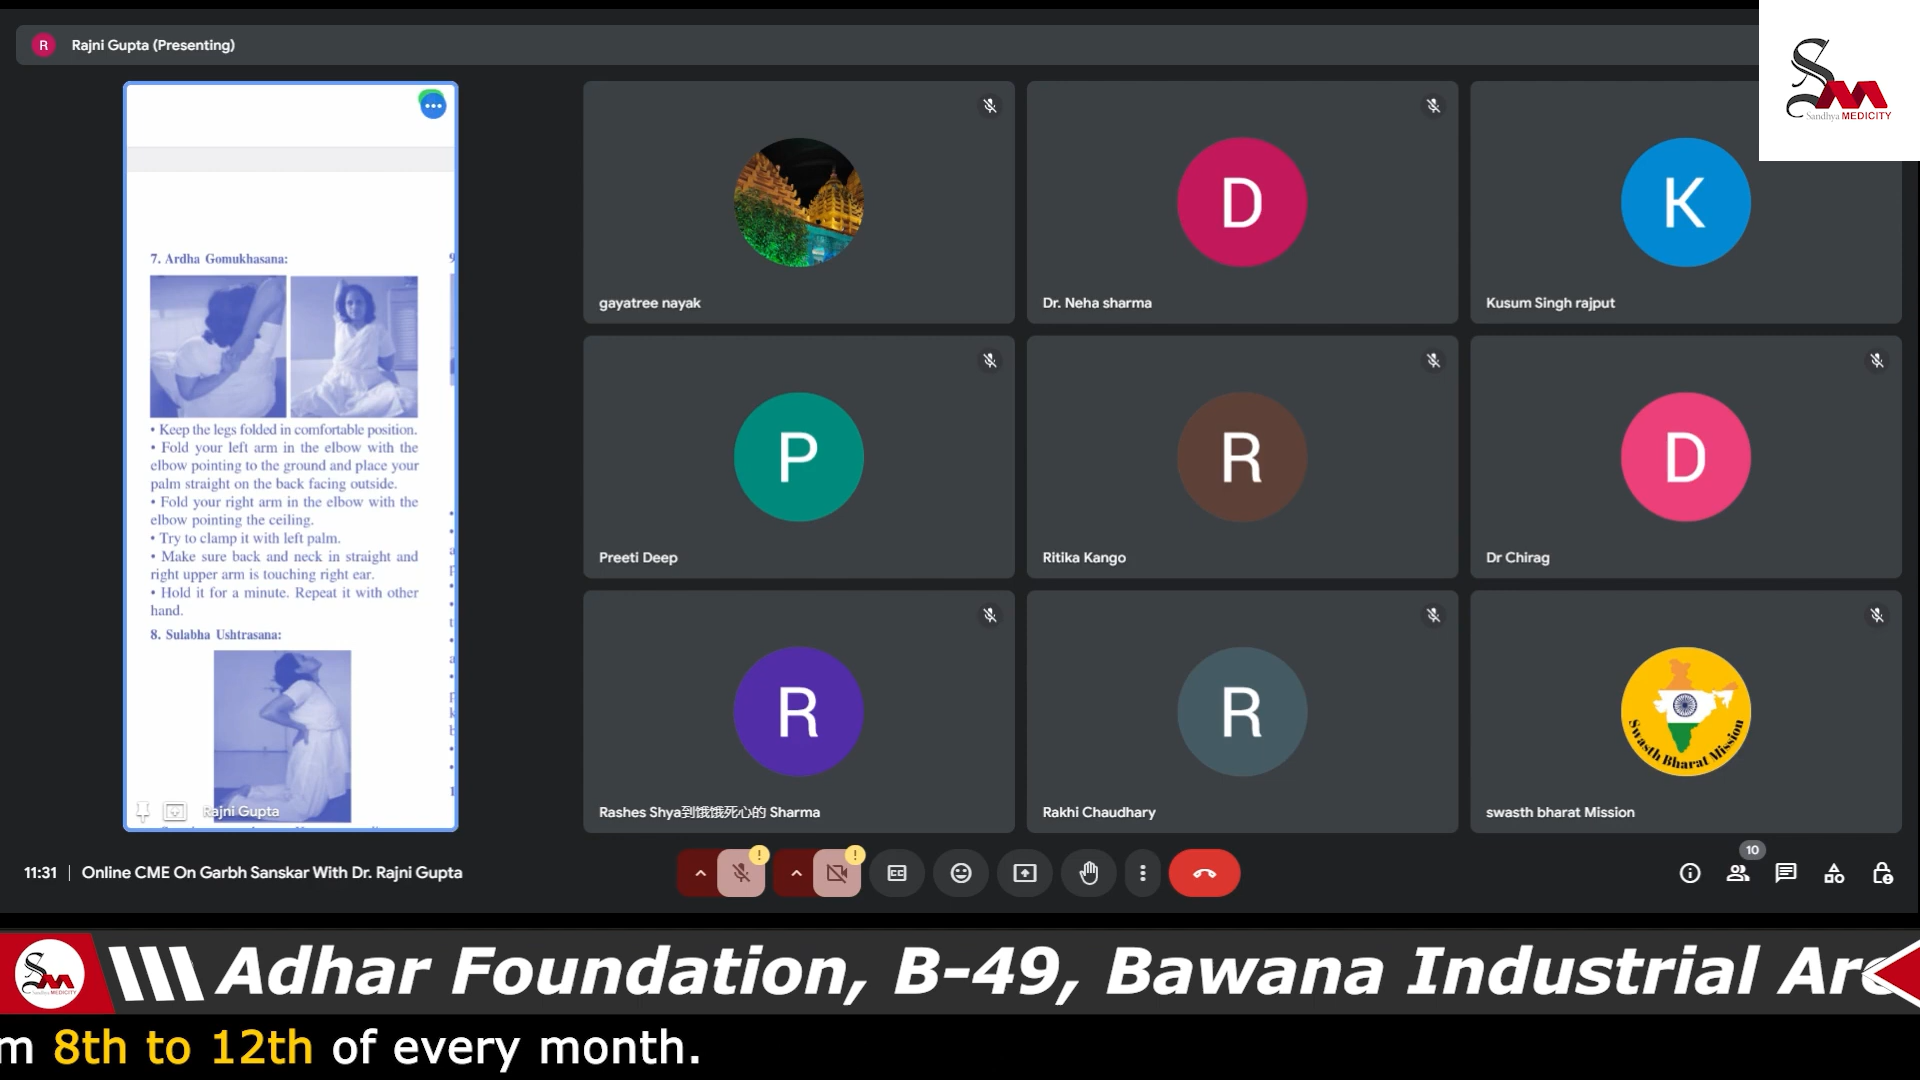 R Rajni Gupta (Presenting)
SM
Sandhya MEDICITY
7. Ardha Gomukhasana:
• Keep the legs folded in comfortable position.
• Fold your left arm in the elbow with the
elbow pointing to the ground and place your
palm straight on the back facing outside.
• Fold your right arm in the elbow with the
elbow pointing the ceiling.
• Try to clamp it with left palm.
• Make sure back and neck in straight and
right upper arm is touching right ear.
• Hold it for a minute. Repeat it with other
hand.
8. Sulabha Ushtrasana:
Rajni Gupta
gayatree nayak
D
Dr. Neha sharma
K
Kusum Singh rajput
P
Preeti Deep
R
Ritika Kango
D
Dr Chirag
R
Rashes Shya到饿饿死心的 Sharma
R
Rakhi Chaudhary
Swasth Bharat Mission
swasth bharat Mission
11:31 | Online CME On Garbh Sanskar With Dr. Rajni Gupta
CC
10
SM
Sandhya MEDICITY
Adhar Foundation, B-49, Bawana Industrial Are
m 8th to 12th of every month.